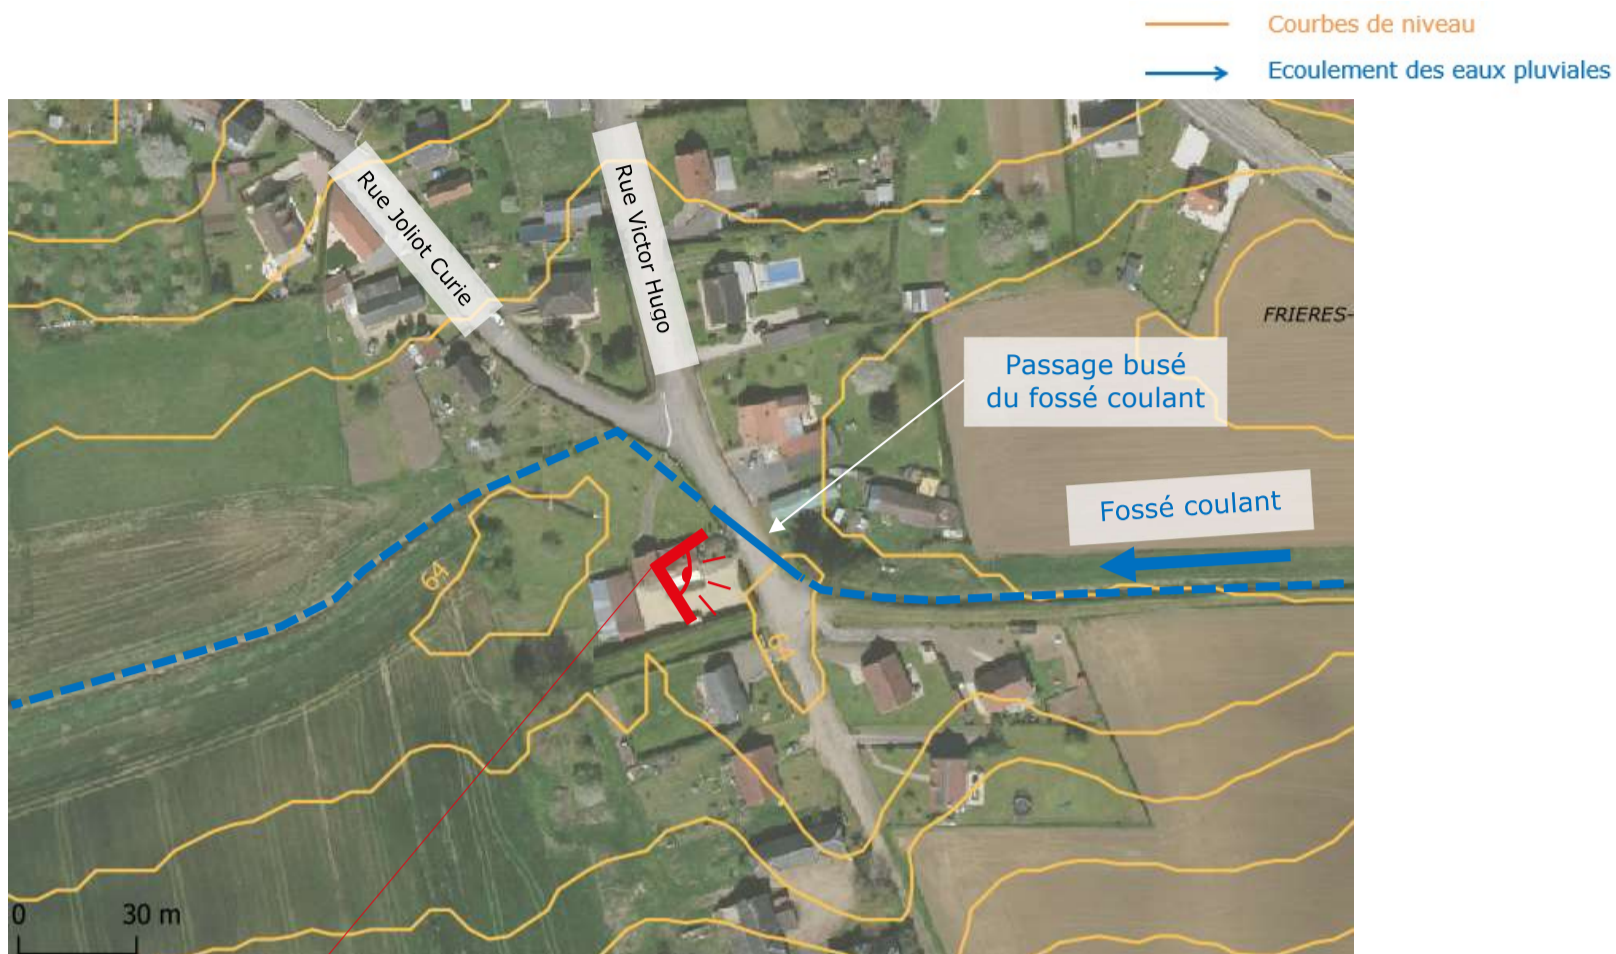 Courbes de niveau
Ecoulement des eaux pluviales
Rue Joliot Curie
Rue Victor Hugo
FRIERES-
Passage busé
du fossé coulant
Fossé coulant
64
64
0 30 m